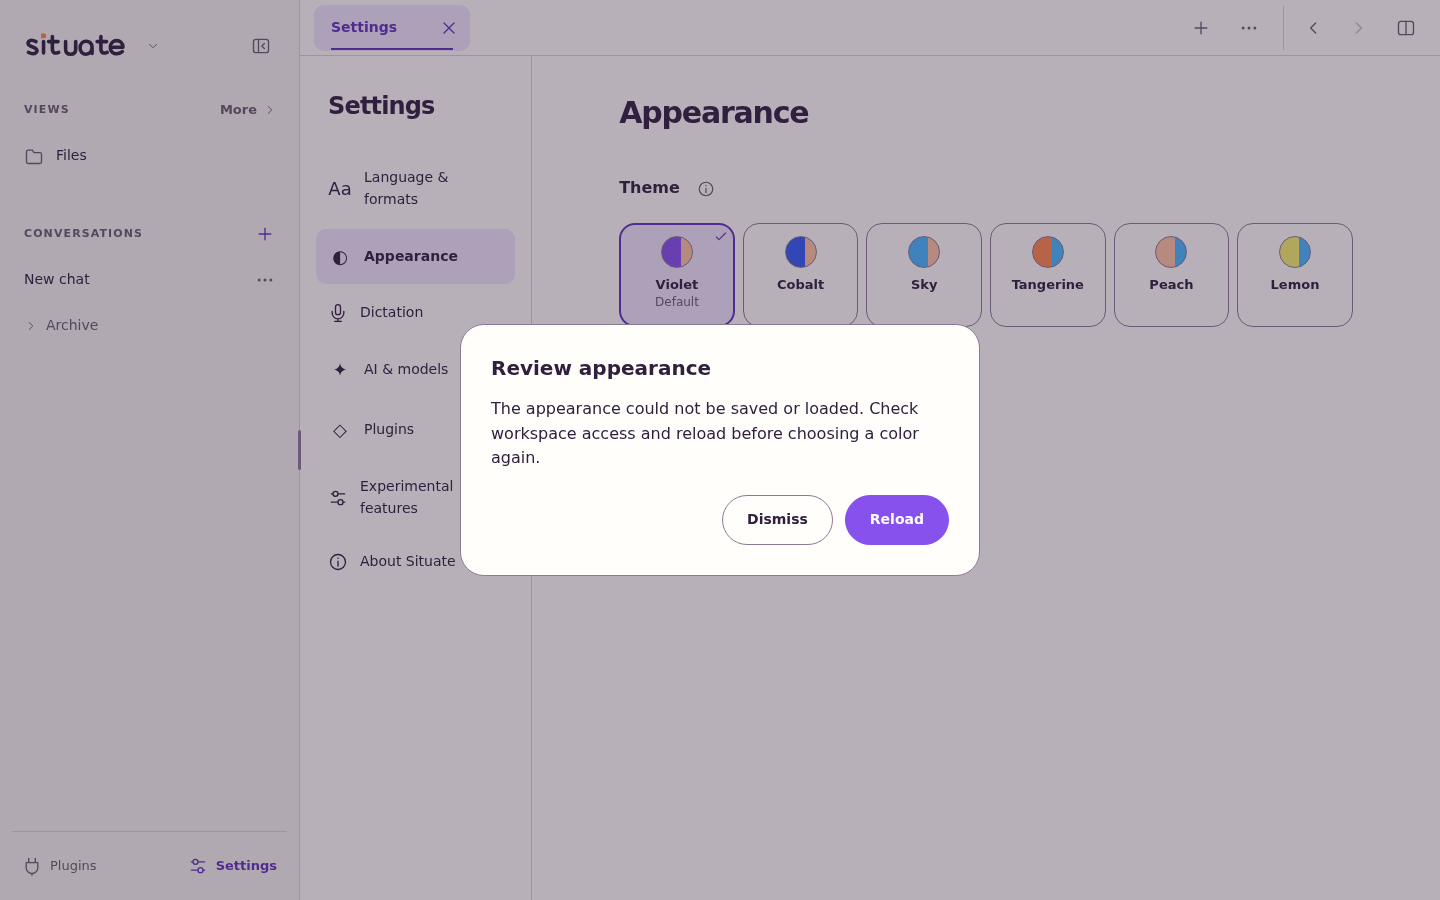 situate
VIEWS
More
Files
CONVERSATIONS
New chat
Archive
Plugins
Settings
Settings
Settings
Aa
Language &
formats
Appearance
Dictation
AI & models
Plugins
Experimental
features
About Situate
Appearance
Theme
Violet
Default
Cobalt
Sky
Tangerine
Peach
Lemon
Review appearance
The appearance could not be saved or loaded. Check
workspace access and reload before choosing a color
again.
Dismiss
Reload